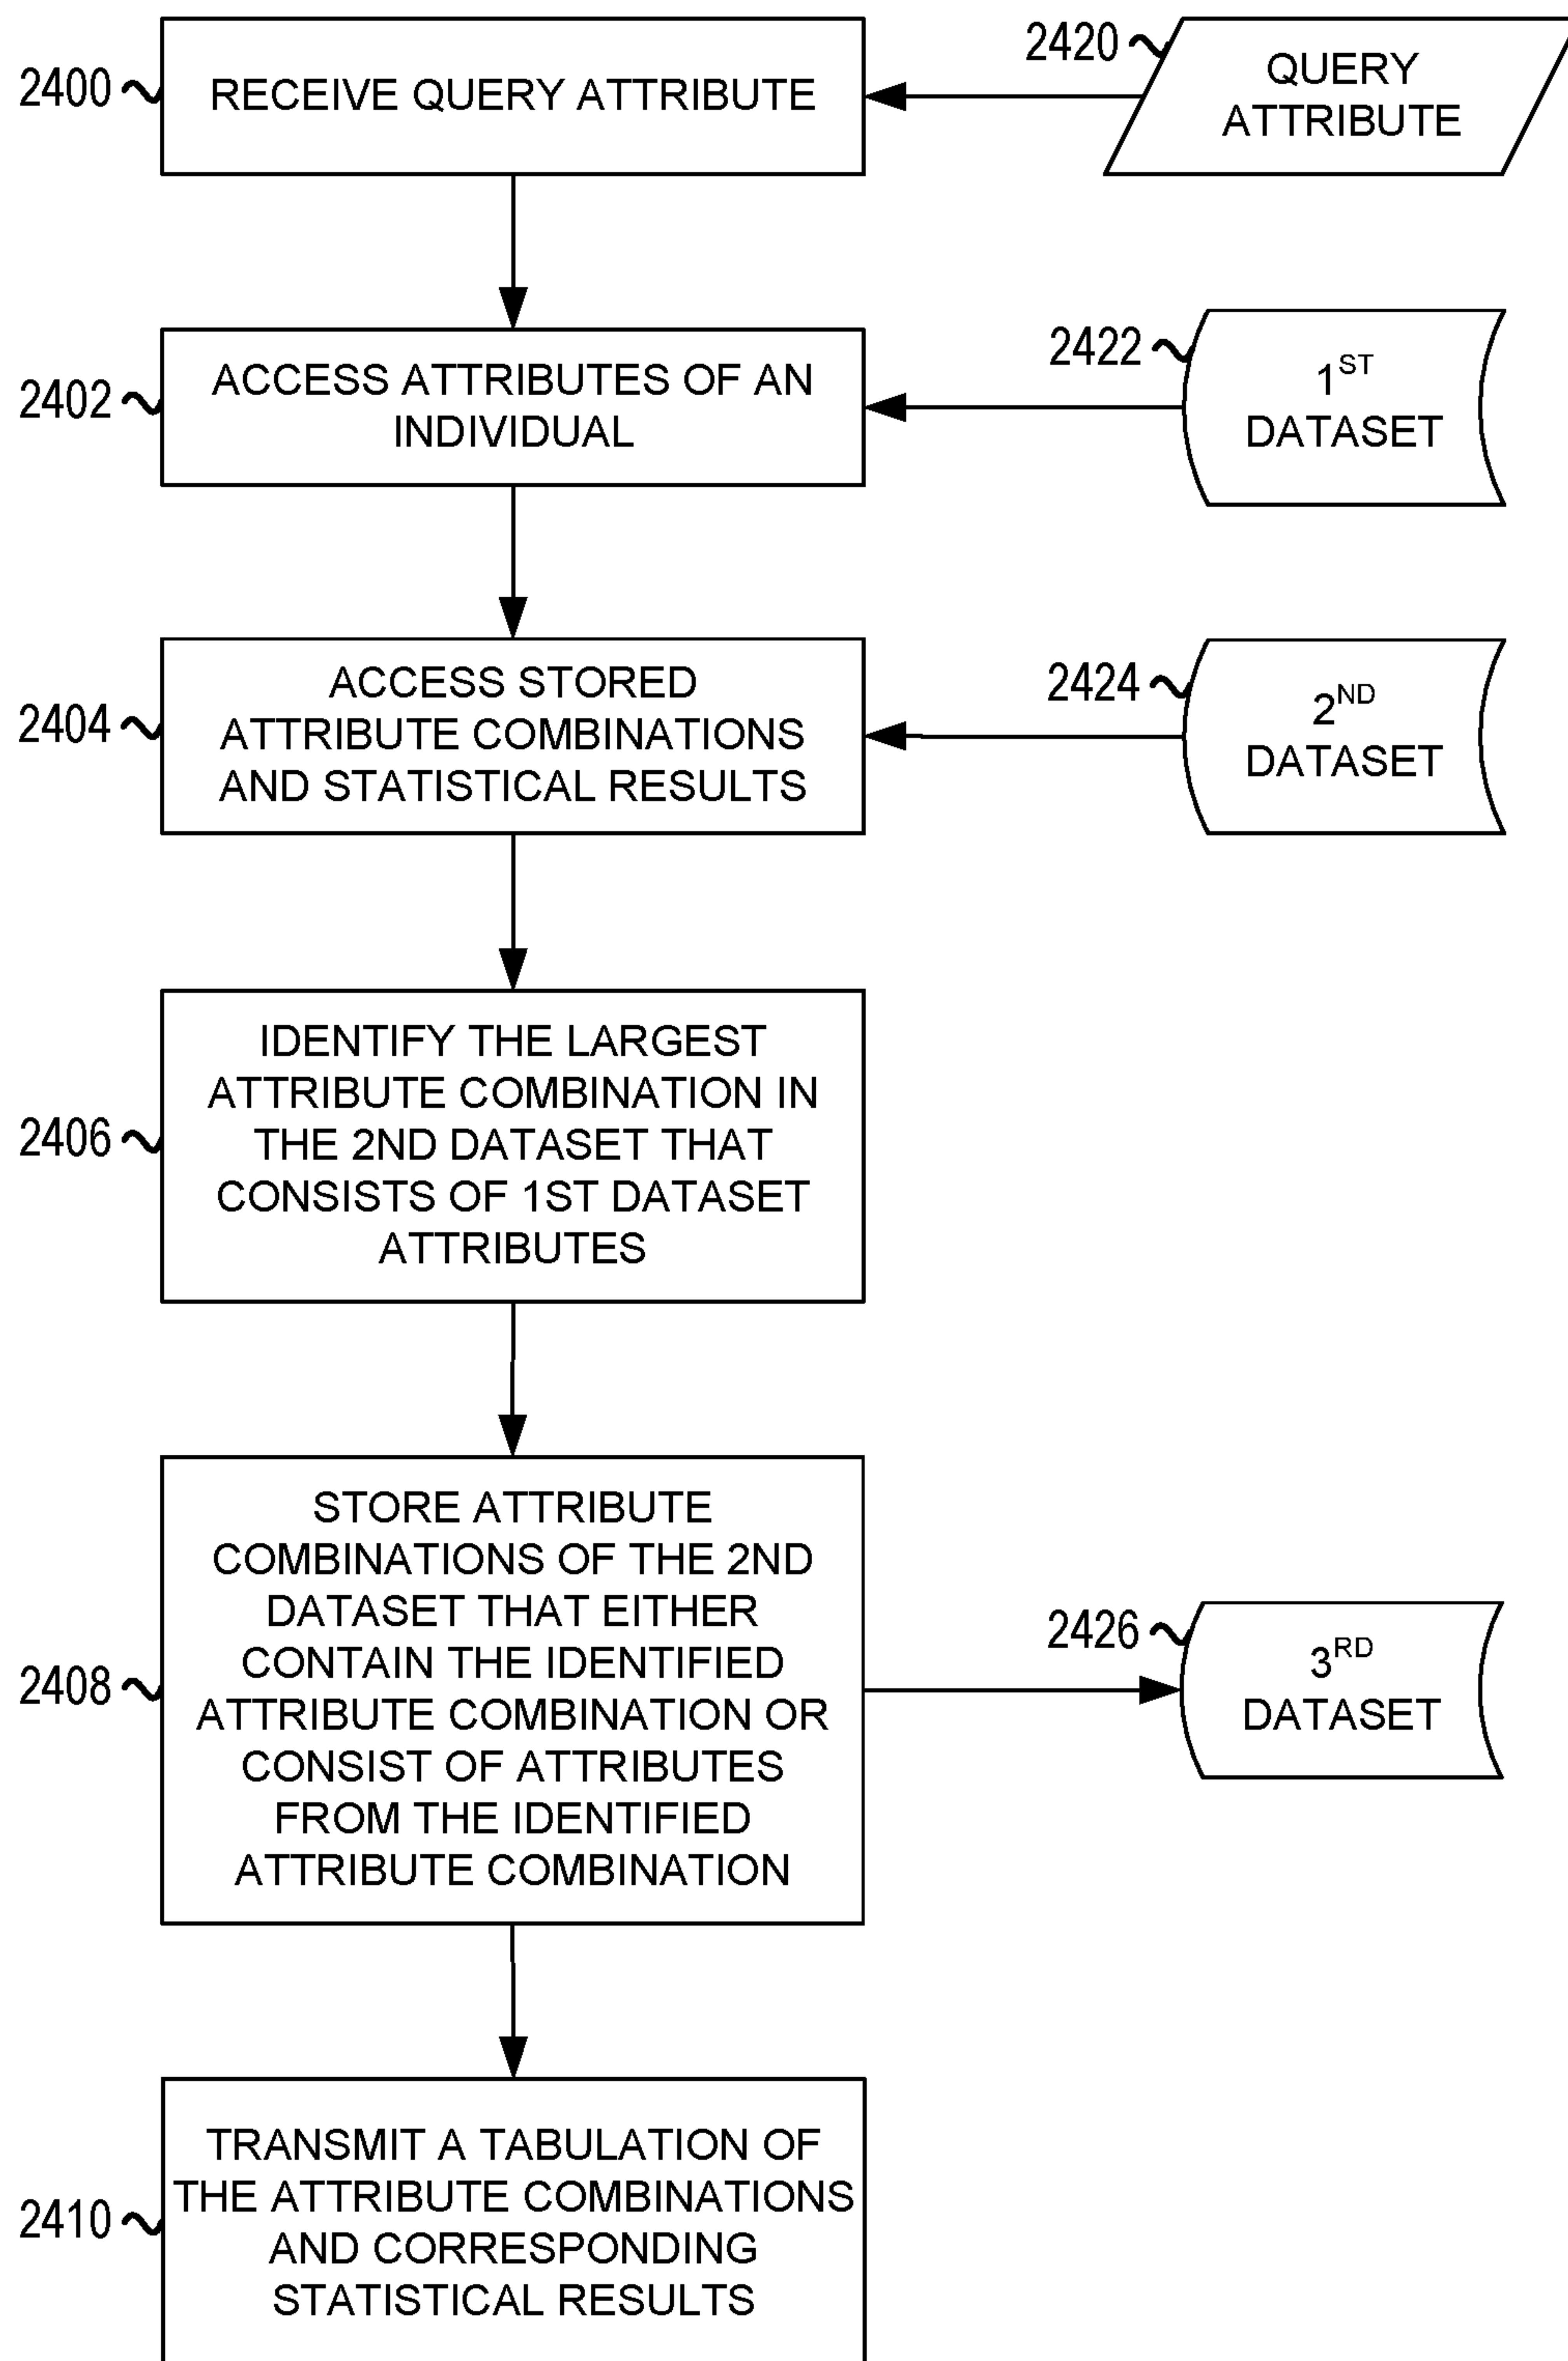 2400
RECEIVE QUERY ATTRIBUTE
2420
QUERY
ATTRIBUTE
2402
ACCESS ATTRIBUTES OF AN
INDIVIDUAL
2422
1ST
DATASET
2404
ACCESS STORED
ATTRIBUTE COMBINATIONS
AND STATISTICAL RESULTS
2424
2ND
DATASET
2406
IDENTIFY THE LARGEST
ATTRIBUTE COMBINATION IN
THE 2ND DATASET THAT
CONSISTS OF 1ST DATASET
ATTRIBUTES
2408
STORE ATTRIBUTE
COMBINATIONS OF THE 2ND
DATASET THAT EITHER
CONTAIN THE IDENTIFIED
ATTRIBUTE COMBINATION OR
CONSIST OF ATTRIBUTES
FROM THE IDENTIFIED
ATTRIBUTE COMBINATION
2426
3RD
DATASET
2410
TRANSMIT A TABULATION OF
THE ATTRIBUTE COMBINATIONS
AND CORRESPONDING
STATISTICAL RESULTS